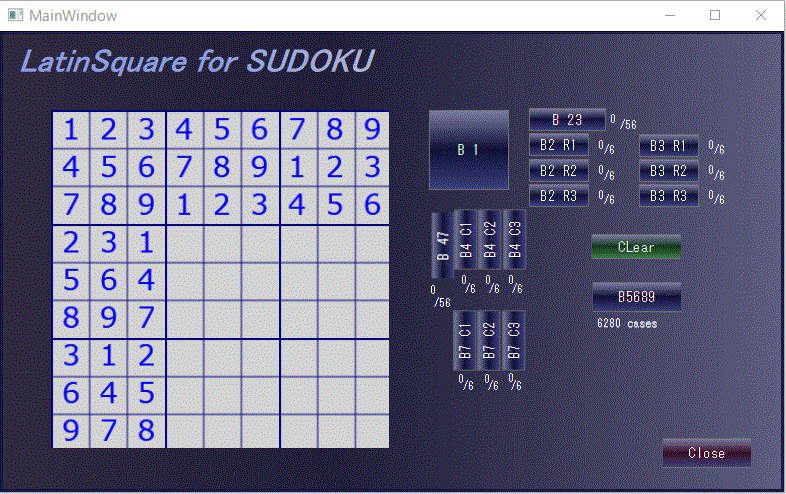 MainWindow
LatinSquare for SUDOKU
1 2 3 4 5 6 7 8 9
4 5 6 7 8 9 1 2 3
7 8 9 1 2 3 4 5 6
2 3 1
5 6 4
8 9 7
3 1 2
6 4 5
9 7 8
B 1
B 23 0/56
B2 R1 0/6 B3 R1 0/6
B2 R2 0/6 B3 R2 0/6
B2 R3 0/6 B3 R3 0/6
B 47 B4 C1 B4 C2 B4 C3
0/56 0/6 0/6 0/6
B7 C1 B7 C2 B7 C3
0/6 0/6 0/6
CLear
B5689
6280 cases
Close